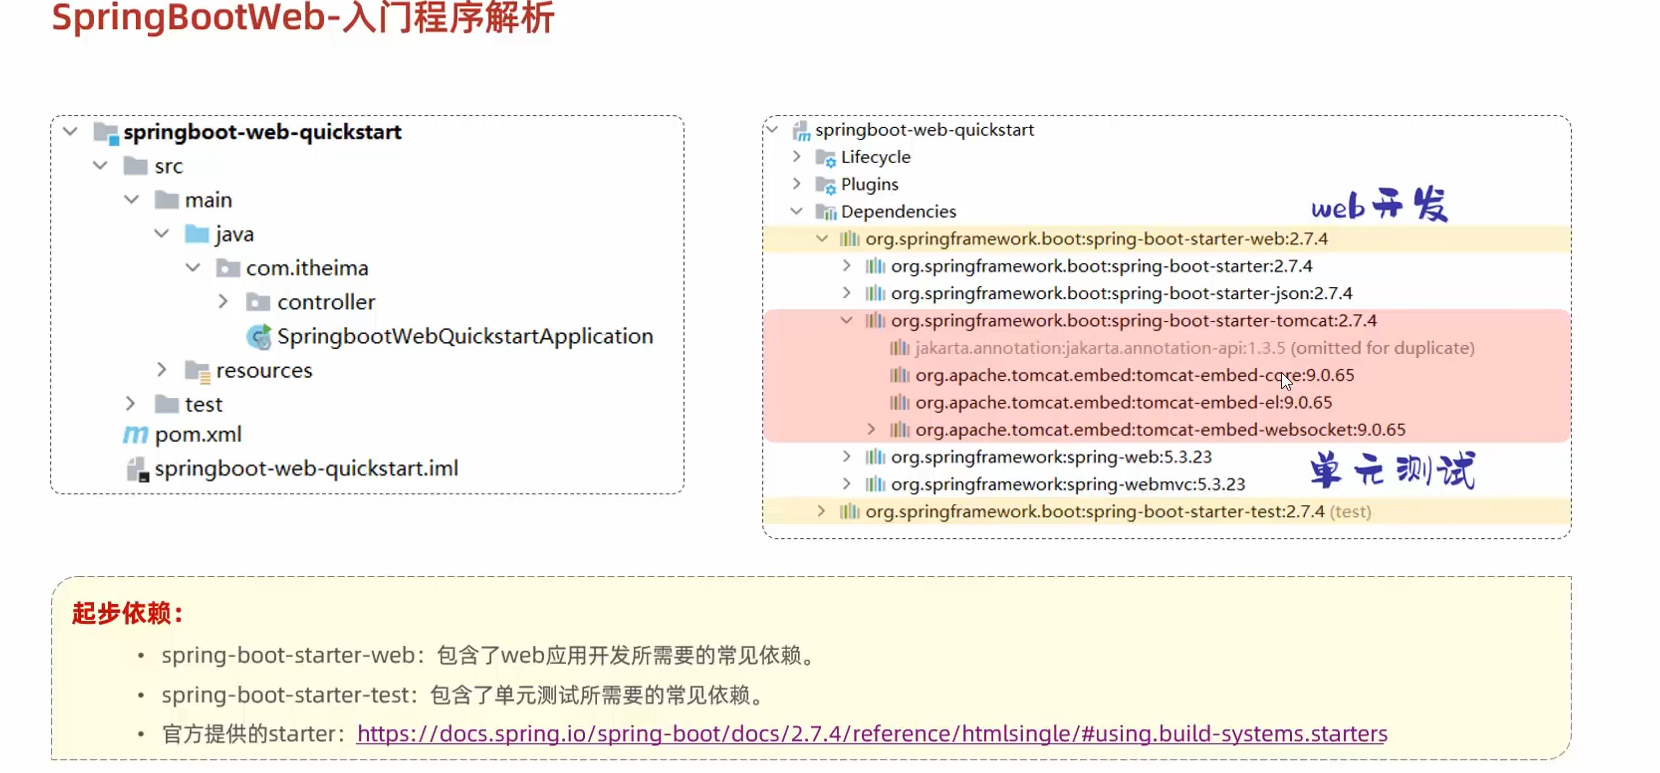 SpringBootWeb-入门程序解析
springboot-web-quickstart
src
main
java
com.itheima
controller
SpringbootWebQuickstartApplication
resources
test
pom.xml
springboot-web-quickstart.iml
springboot-web-quickstart
Lifecycle
Plugins
Dependencies
web开发
org.springframework.boot:spring-boot-starter-web:2.7.4
org.springframework.boot:spring-boot-starter:2.7.4
org.springframework.boot:spring-boot-starter-json:2.7.4
org.springframework.boot:spring-boot-starter-tomcat:2.7.4
jakarta.annotation:jakarta.annotation-api:1.3.5 (omitted for duplicate)
org.apache.tomcat.embed:tomcat-embed-core:9.0.65
org.apache.tomcat.embed:tomcat-embed-el:9.0.65
org.apache.tomcat.embed:tomcat-embed-websocket:9.0.65
org.springframework:spring-web:5.3.23
单元测试
org.springframework:spring-webmvc:5.3.23
org.springframework.boot:spring-boot-starter-test:2.7.4 (test)
起步依赖：
• spring-boot-starter-web：包含了web应用开发所需要的常见依赖。
• spring-boot-starter-test：包含了单元测试所需要的常见依赖。
• 官方提供的starter：https://docs.spring.io/spring-boot/docs/2.7.4/reference/htmlsingle/#using.build-systems.starters